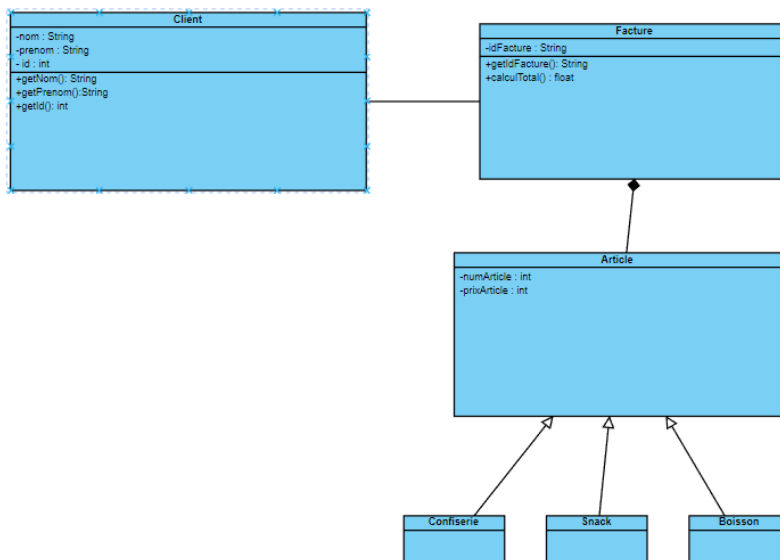 Client
-nom : String
-prenom : String
- id : int
+getNom(): String
+getPrenom():String
+getId(): int
Facture
-idFacture : String
+getIdFacture(): String
+calculTotal() : float
Article
-numArticle : int
-prixArticle : int
Confiserie
Snack
Boisson